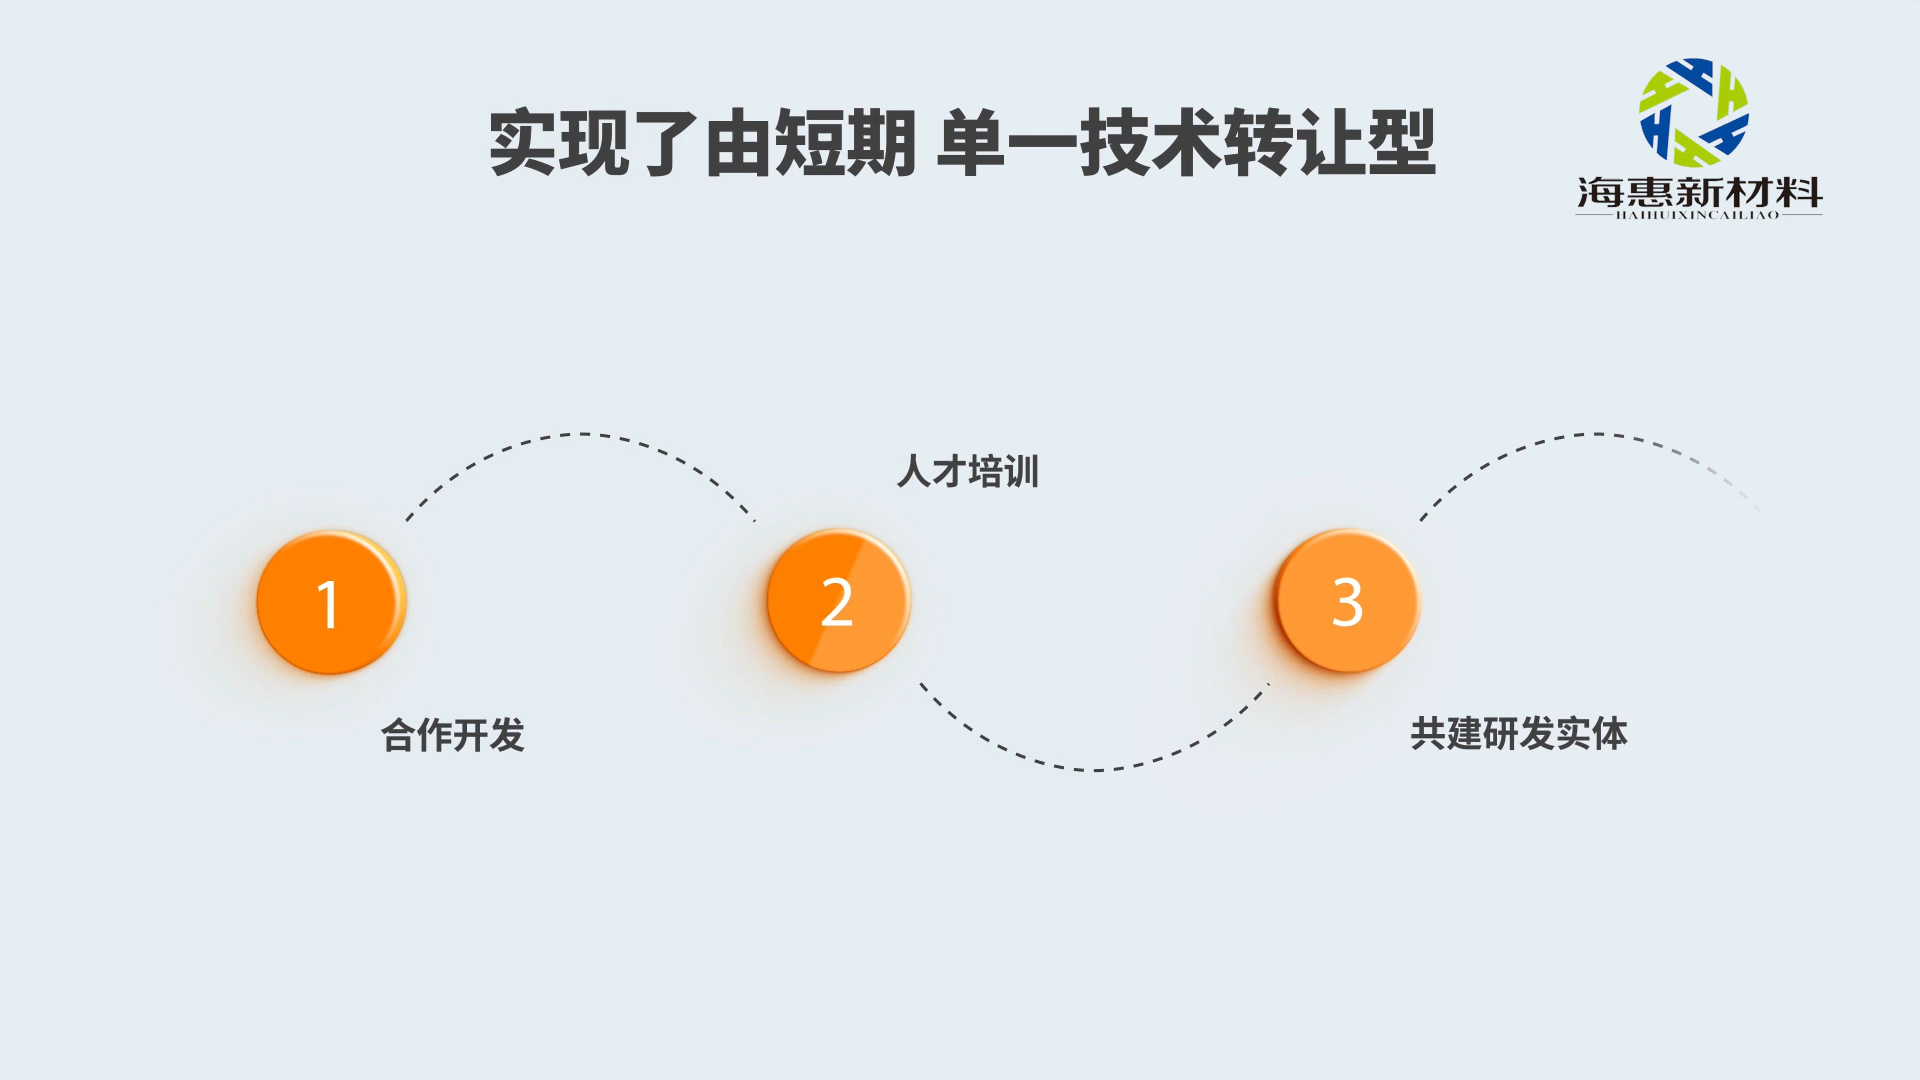 实现了由短期 单一技术转让型
海惠新材料
HAIHUIXINCAILIAO
人才培训
1
2
3
合作开发
共建研发实体